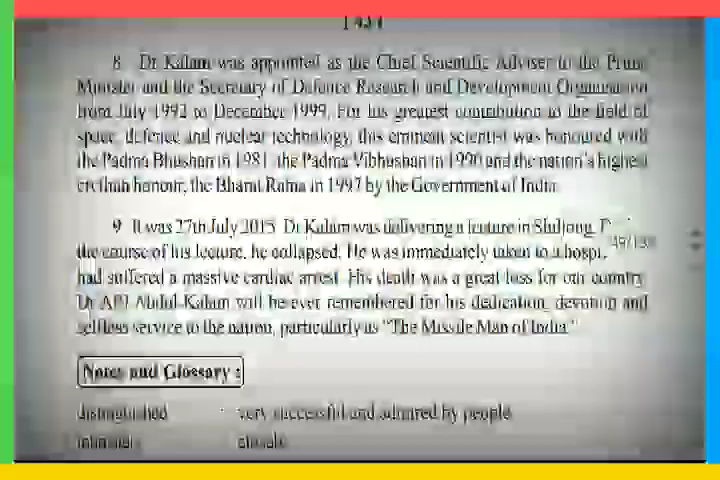 8 Dr Kalam was appointed as the Chief Scientific Adviser to the Prime
Minister and the Secretary of Defence Research and Development Organisation
from July 1992 to December 1999. For his greatest contribution to the field of
space, defence and nuclear technology, this eminent scientist was honoured with
the Padma Bhushan in 1981, the Padma Vibhushan in 1990 and the nation's highest
civilian honour, the Bharat Ratna in 1997 by the Government of India.
9 It was 27th July 2015. Dr Kalam was delivering a lecture in Shillong.
the course of his lecture, he collapsed. He was immediately taken to a hospi
had suffered a massive cardiac arrest. His death was a great loss for our country.
Dr APJ Abdul Kalam will be ever remembered for his dedication, devotion and
selfless service to the nation, particularly as "The Missile Man of India."
Notes and Glossary :
distinguished : very successful and admired by people